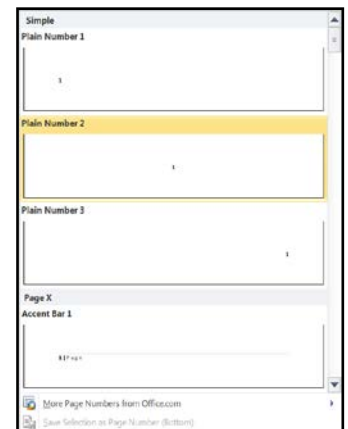 Simple
Plain Number 1
1
Plain Number 2
1
Plain Number 3
1
Page X
Accent Bar 1
1 | P a g e
More Page Numbers from Office.com
Save Selection as Page Number (Bottom)